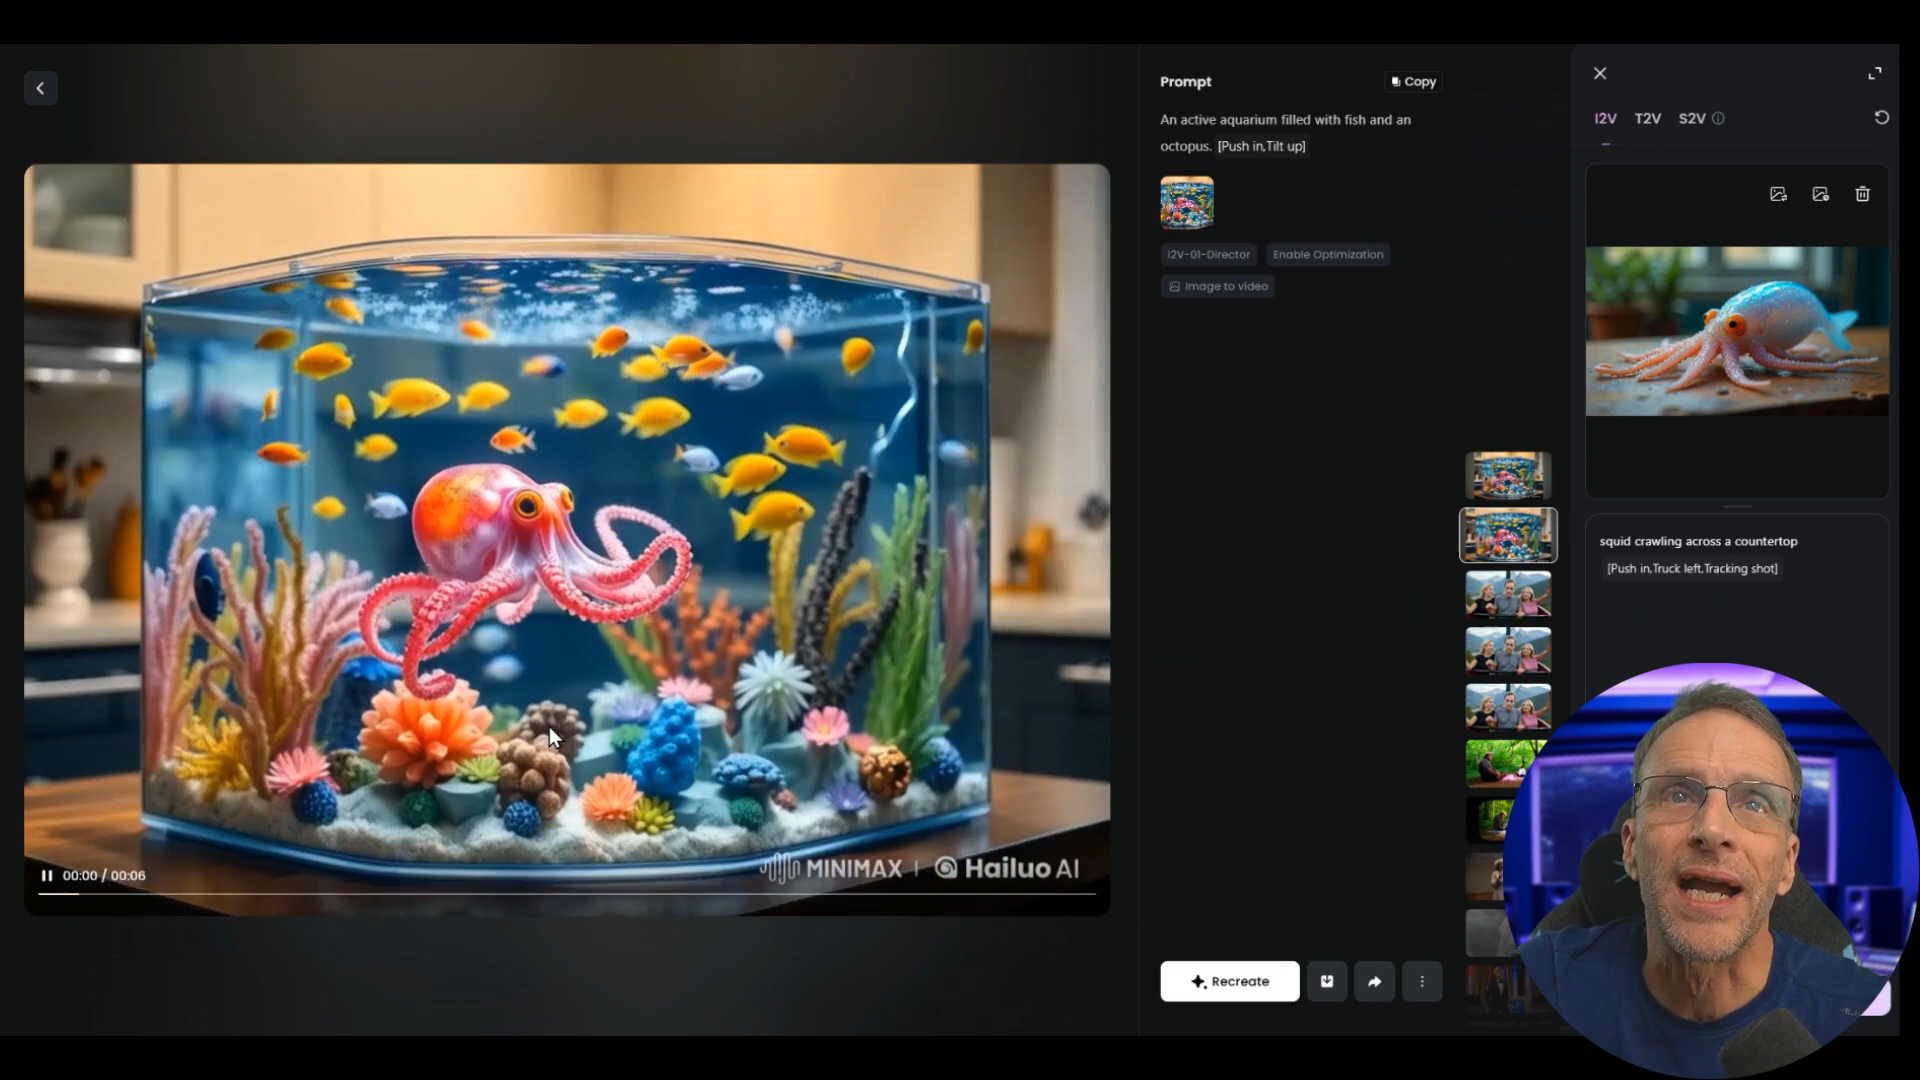 Prompt
Copy
An active aquarium filled with fish and an
octopus. [Push in,Tilt up]
I2V-01-Director
Enable Optimization
Image to video
I2V
T2V
S2V
squid crawling across a countertop
[Push in,Truck left,Tracking shot]
MINIMAX | Hailuo AI
00:00 / 00:06
Recreate